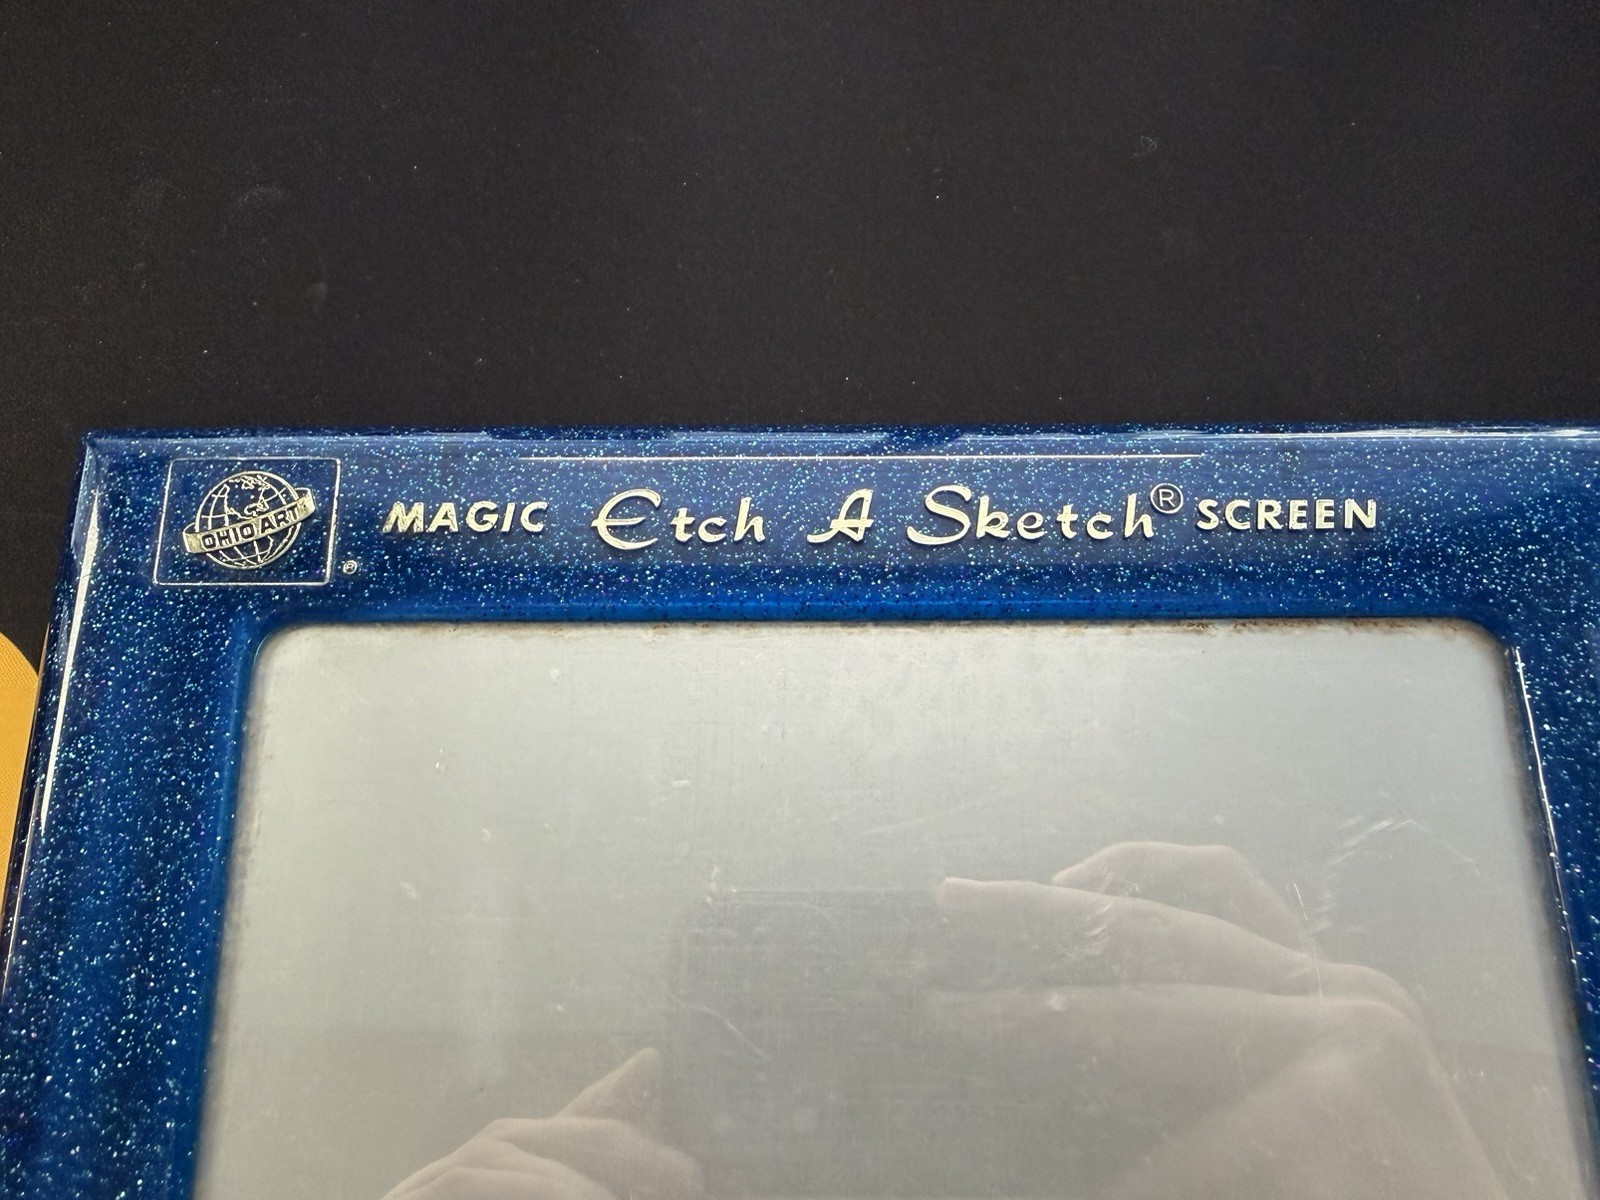 OHIO ART ®
MAGIC Etch A Sketch® SCREEN